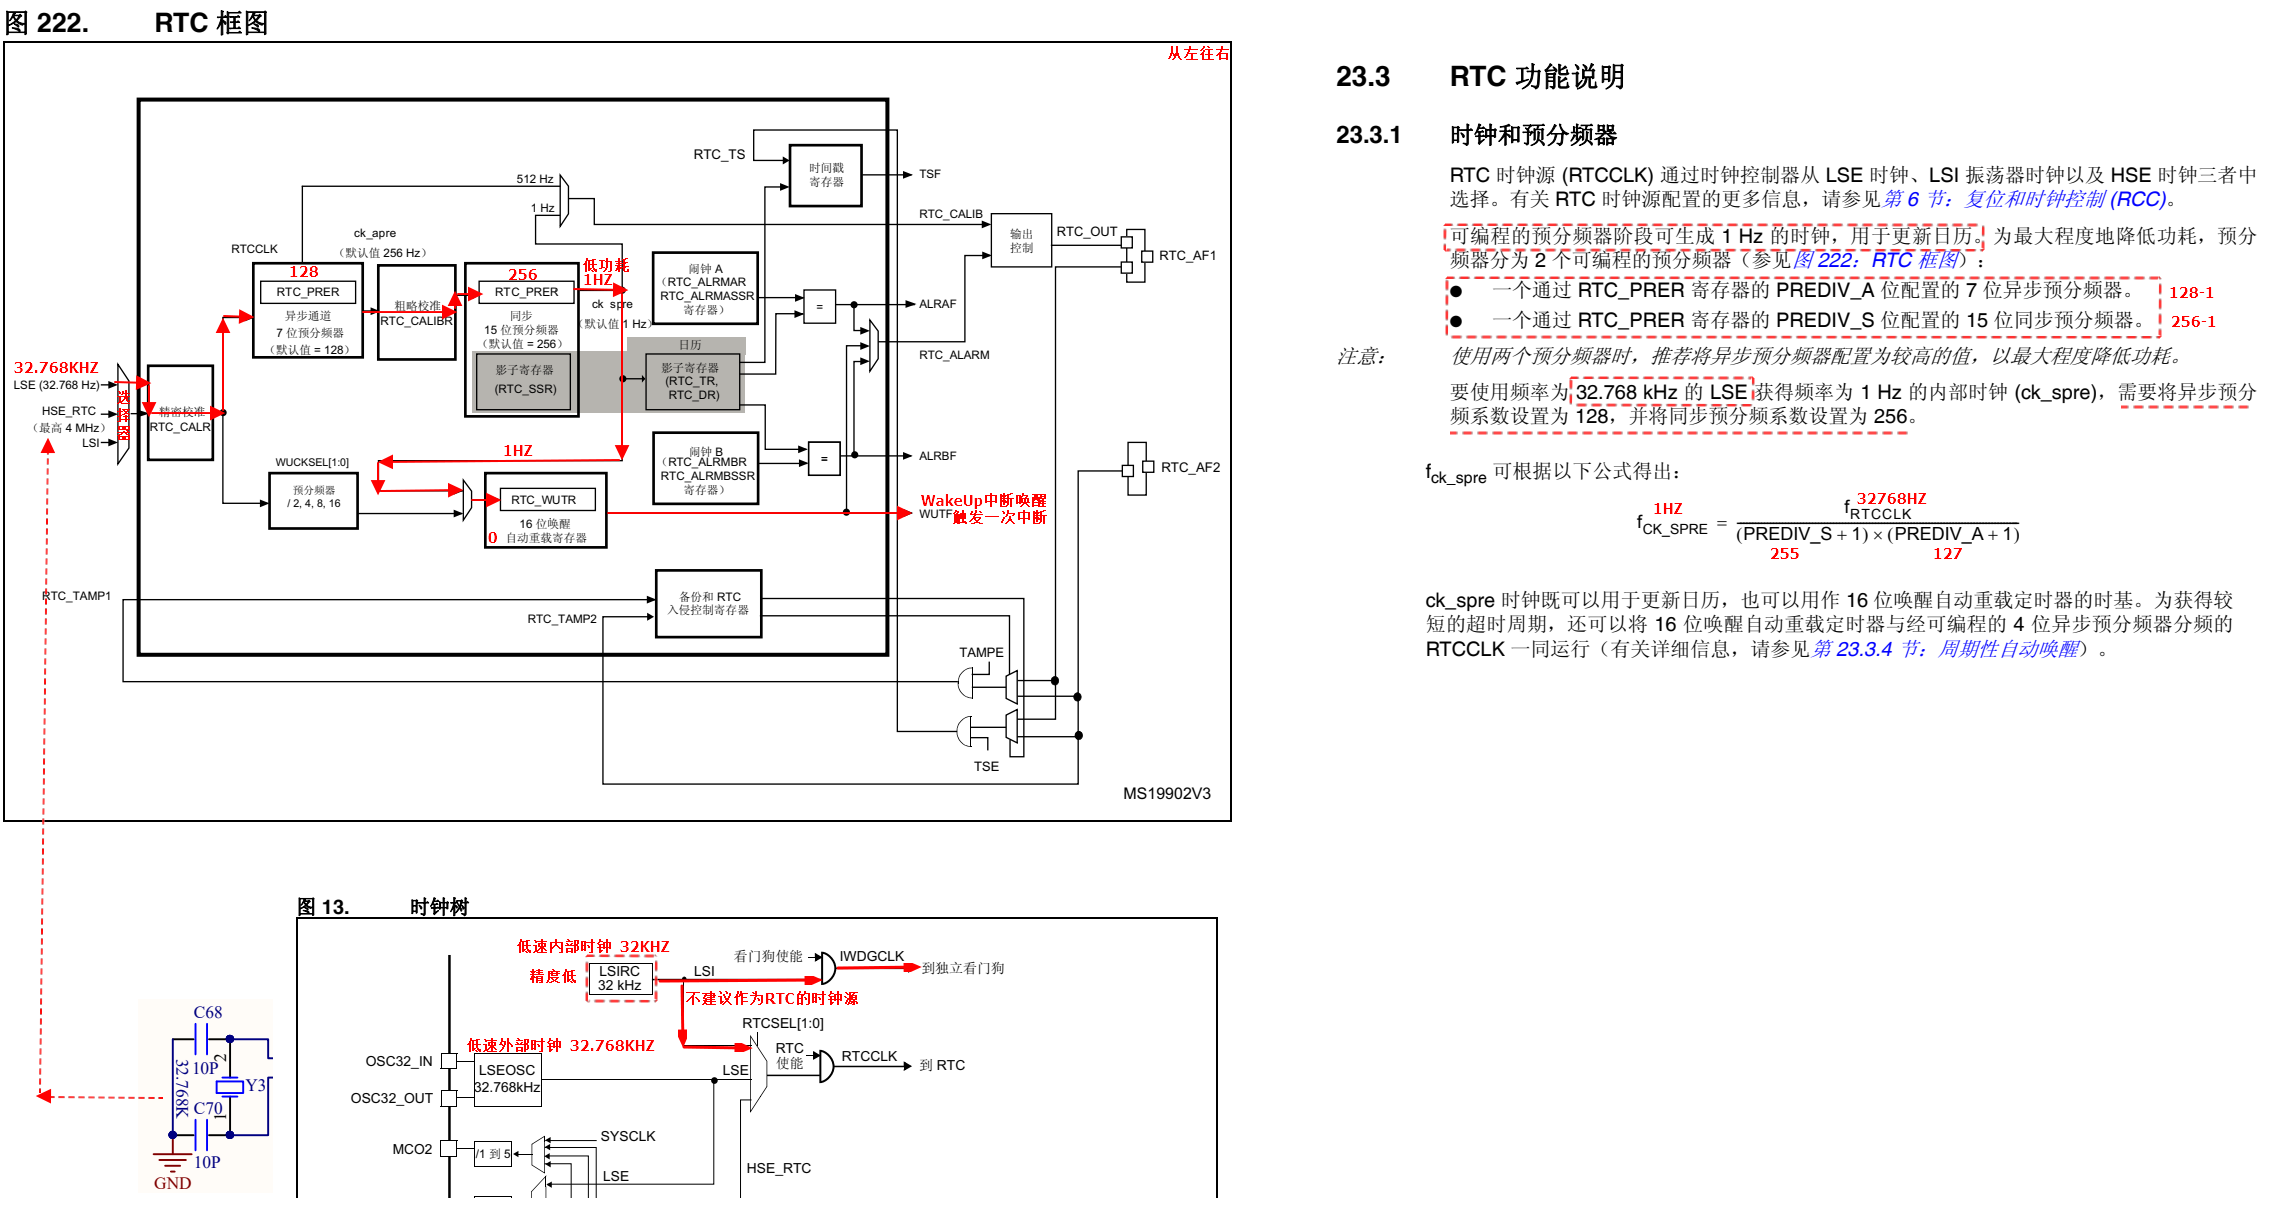 图 222. RTC 框图
从左往右
RTC_TS
时间戳
寄存器
TSF
512 Hz
1 Hz
RTC_CALIB
输出
控制
RTC_OUT
RTC_AF1
ck_apre
（默认值 256 Hz）
RTCCLK
128
RTC_PRER
异步通道
7 位预分频器
（默认值 = 128）
粗略校准
RTC_CALIBR
256
RTC_PRER
同步
15 位预分频器
（默认值 = 256）
低功耗
1HZ
ck_spre
（默认值 1 Hz）
闹钟 A
（RTC_ALRMAR
RTC_ALRMASSR
寄存器）
=
ALRAF
RTC_ALARM
日历
影子寄存器
(RTC_SSR)
影子寄存器
(RTC_TR,
RTC_DR)
32.768KHZ
LSE (32.768 Hz)
HSE_RTC
（最高 4 MHz）
LSI
选择器
精密校准
RTC_CALR
闹钟 B
（RTC_ALRMBR
RTC_ALRMBSSR
寄存器）
=
ALRBF
RTC_AF2
1HZ
WUCKSEL[1:0]
预分频器
/ 2, 4, 8, 16
RTC_WUTR
16 位唤醒
0 自动重载寄存器
WakeUp中断唤醒
WUTF
触发一次中断
RTC_TAMP1
RTC_TAMP2
备份和 RTC
入侵控制寄存器
TAMPE
TSE
MS19902V3
23.3 RTC 功能说明
23.3.1 时钟和预分频器
RTC 时钟源 (RTCCLK) 通过时钟控制器从 LSE 时钟、LSI 振荡器时钟以及 HSE 时钟三者中
选择。有关 RTC 时钟源配置的更多信息，请参见第 6 节：复位和时钟控制 (RCC)。
可编程的预分频器阶段可生成 1 Hz 的时钟，用于更新日历。为最大程度地降低功耗，预分
频器分为 2 个可编程的预分频器（参见图 222：RTC 框图）：
● 一个通过 RTC_PRER 寄存器的 PREDIV_A 位配置的 7 位异步预分频器。 128-1
● 一个通过 RTC_PRER 寄存器的 PREDIV_S 位配置的 15 位同步预分频器。 256-1
注意： 使用两个预分频器时，推荐将异步预分频器配置为较高的值，以最大程度降低功耗。
要使用频率为 32.768 kHz 的 LSE 获得频率为 1 Hz 的内部时钟 (ck_spre)，需要将异步预分
频系数设置为 128，并将同步预分频系数设置为 256。
fck_spre 可根据以下公式得出：
1HZ 32768HZ
fCK_SPRE = fRTCCLK / (PREDIV_S + 1) × (PREDIV_A + 1)
255 127
ck_spre 时钟既可以用于更新日历，也可以用作 16 位唤醒自动重载定时器的时基。为获得较
短的超时周期，还可以将 16 位唤醒自动重载定时器与经可编程的 4 位异步预分频器分频的
RTCCLK 一同运行（有关详细信息，请参见第 23.3.4 节：周期性自动唤醒）。
图 13. 时钟树
低速内部时钟 32KHZ
精度低
LSIRC
32 kHz
LSI
看门狗使能
IWDGCLK
到独立看门狗
不建议作为RTC的时钟源
RTCSEL[1:0]
低速外部时钟 32.768KHZ
OSC32_IN
OSC32_OUT
LSEOSC
32.768kHz
LSE
RTC
使能
RTCCLK
到 RTC
MCO2
/1 到 5
SYSCLK
LSE
HSE_RTC
C68
10P
32.768K
2
Y3
1
C70
10P
GND